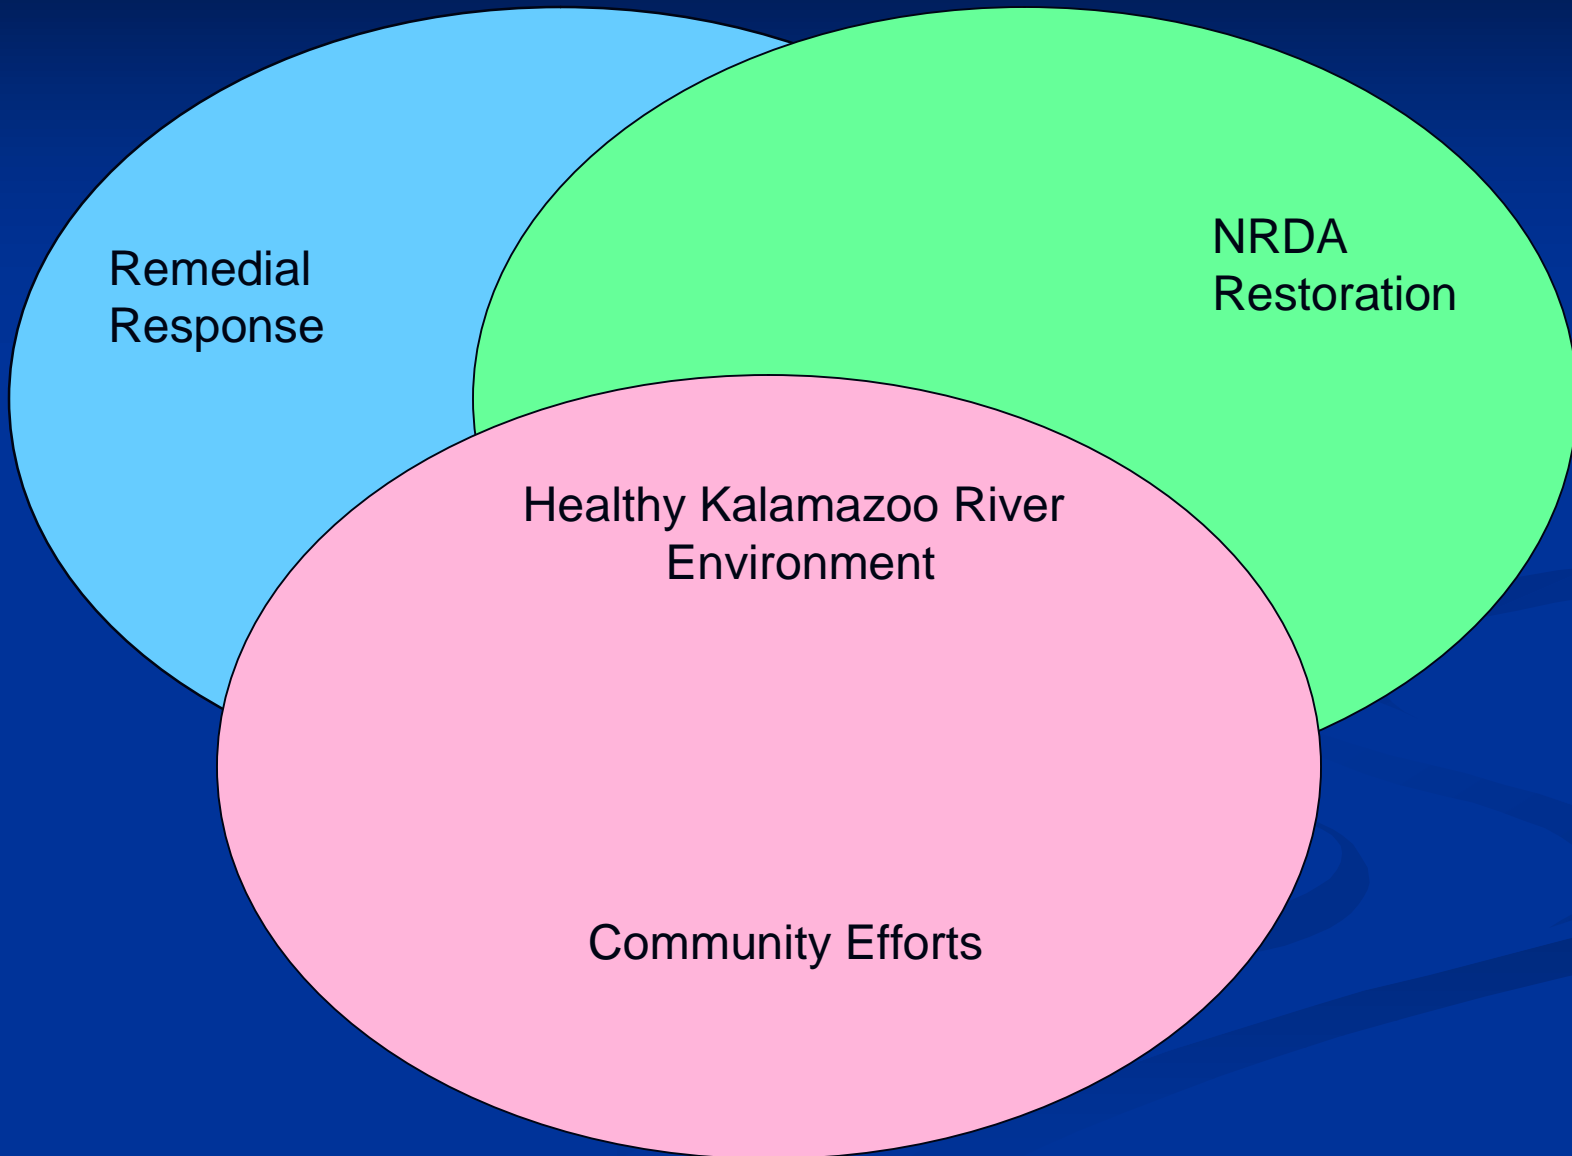 Remedial
Response
NRDA
Restoration
Healthy Kalamazoo River
Environment
Community Efforts